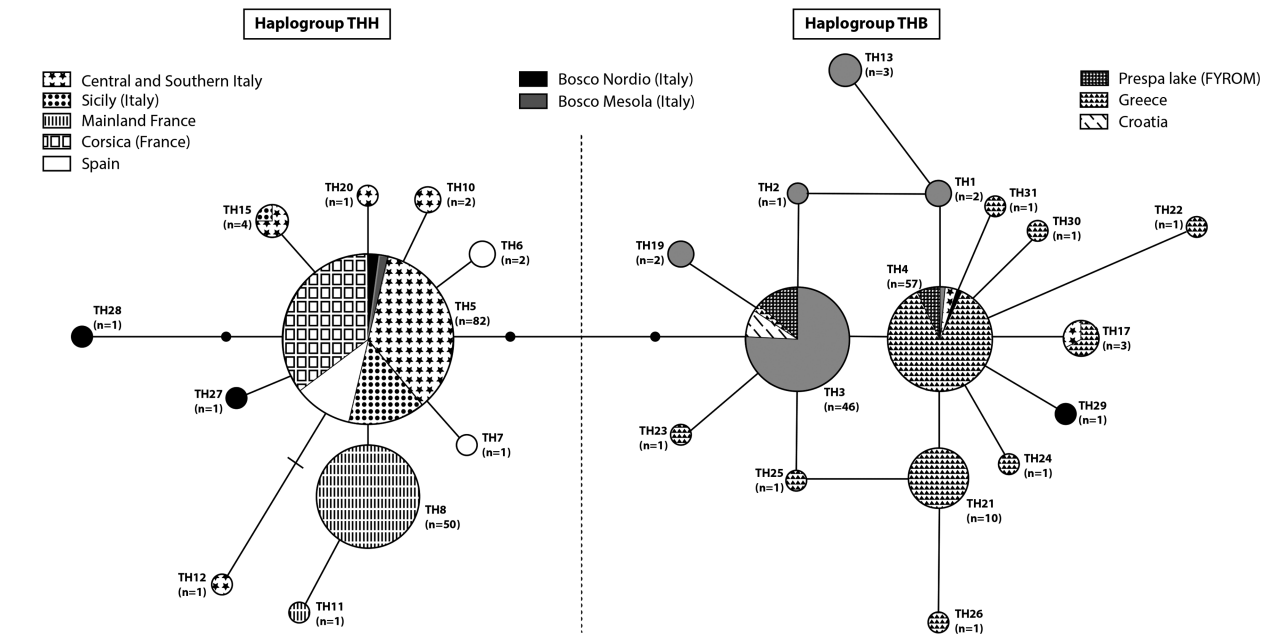 Haplogroup THH
Haplogroup THB
Central and Southern Italy
Sicily (Italy)
Mainland France
Corsica (France)
Spain
Bosco Nordio (Italy)
Bosco Mesola (Italy)
Prespa lake (FYROM)
Greece
Croatia
TH13
(n=3)
TH20
(n=1)
TH10
(n=2)
TH15
(n=4)
TH6
(n=2)
TH5
(n=82)
TH28
(n=1)
TH27
(n=1)
TH7
(n=1)
TH8
(n=50)
TH12
(n=1)
TH11
(n=1)
TH2
(n=1)
TH1
(n=2)
TH31
(n=1)
TH30
(n=1)
TH22
(n=1)
TH19
(n=2)
TH4
(n=57)
TH17
(n=3)
TH3
(n=46)
TH29
(n=1)
TH23
(n=1)
TH24
(n=1)
TH25
(n=1)
TH21
(n=10)
TH26
(n=1)